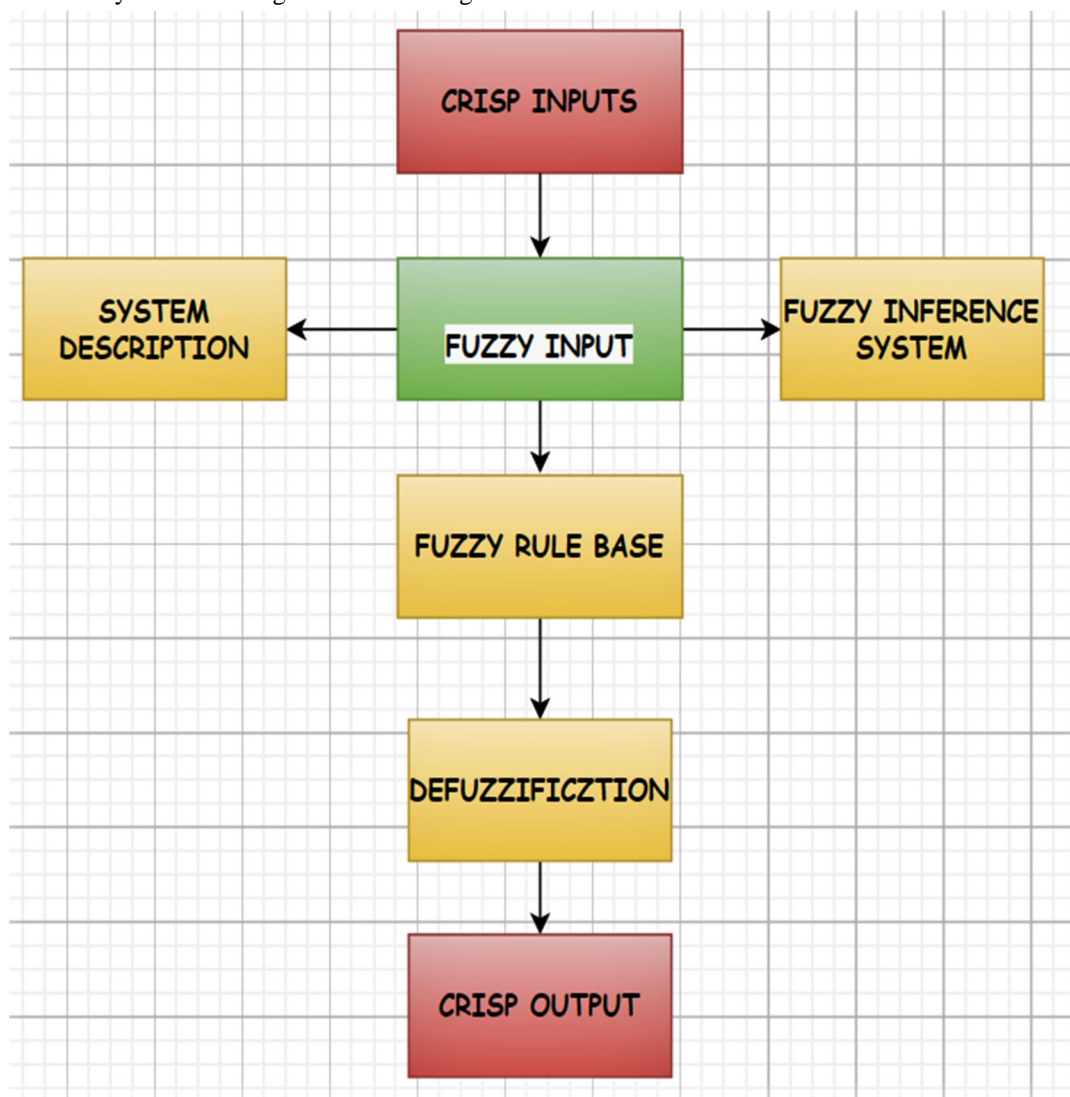 CRISP INPUTS
SYSTEM
DESCRIPTION
FUZZY INPUT
FUZZY INFERENCE
SYSTEM
FUZZY RULE BASE
DEFUZZIFICZTION
CRISP OUTPUT